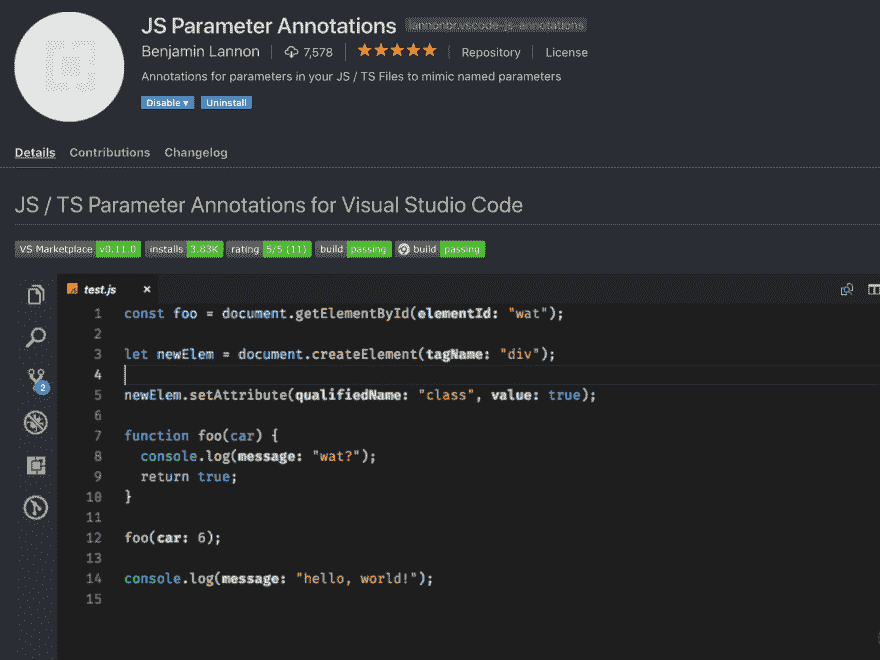 JS Parameter Annotations lannonbr.vscode-js-annotations
Benjamin Lannon 7,578 Repository License
Annotations for parameters in your JS / TS Files to mimic named parameters
Disable ▾ Uninstall
Details Contributions Changelog
JS / TS Parameter Annotations for Visual Studio Code
VS Marketplace v0.11.0 installs 3.83K rating 5/5 (11) build passing build passing
test.js ×
1 const foo = document.getElementById(elementId: "wat");
2
3 let newElem = document.createElement(tagName: "div");
4
5 newElem.setAttribute(qualifiedName: "class", value: true);
6
7 function foo(car) {
8 console.log(message: "wat?");
9 return true;
10 }
11
12 foo(car: 6);
13
14 console.log(message: "hello, world!");
15
2